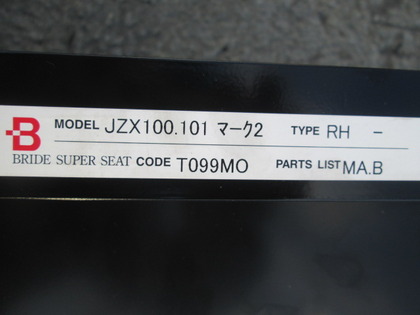 B MODEL JZX100.101 マーク2 TYPE RH -
BRIDE SUPER SEAT CODE T099MO PARTS LIST MA.B